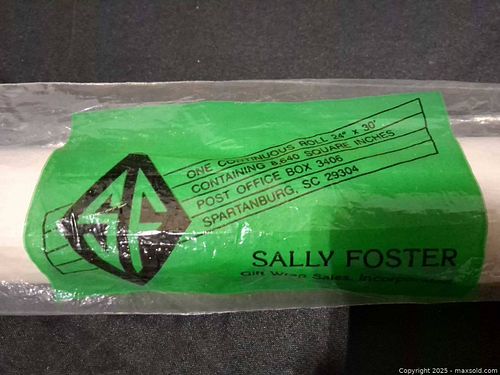 ONE CONTINUOUS ROLL 24" X 30'
CONTAINING 8,640 SQUARE INCHES
POST OFFICE BOX 3406
SPARTANBURG, SC 29304
SALLY FOSTER
Gift Wrap Sales, Incorporated
Copyright © 2025 - maxsold.com